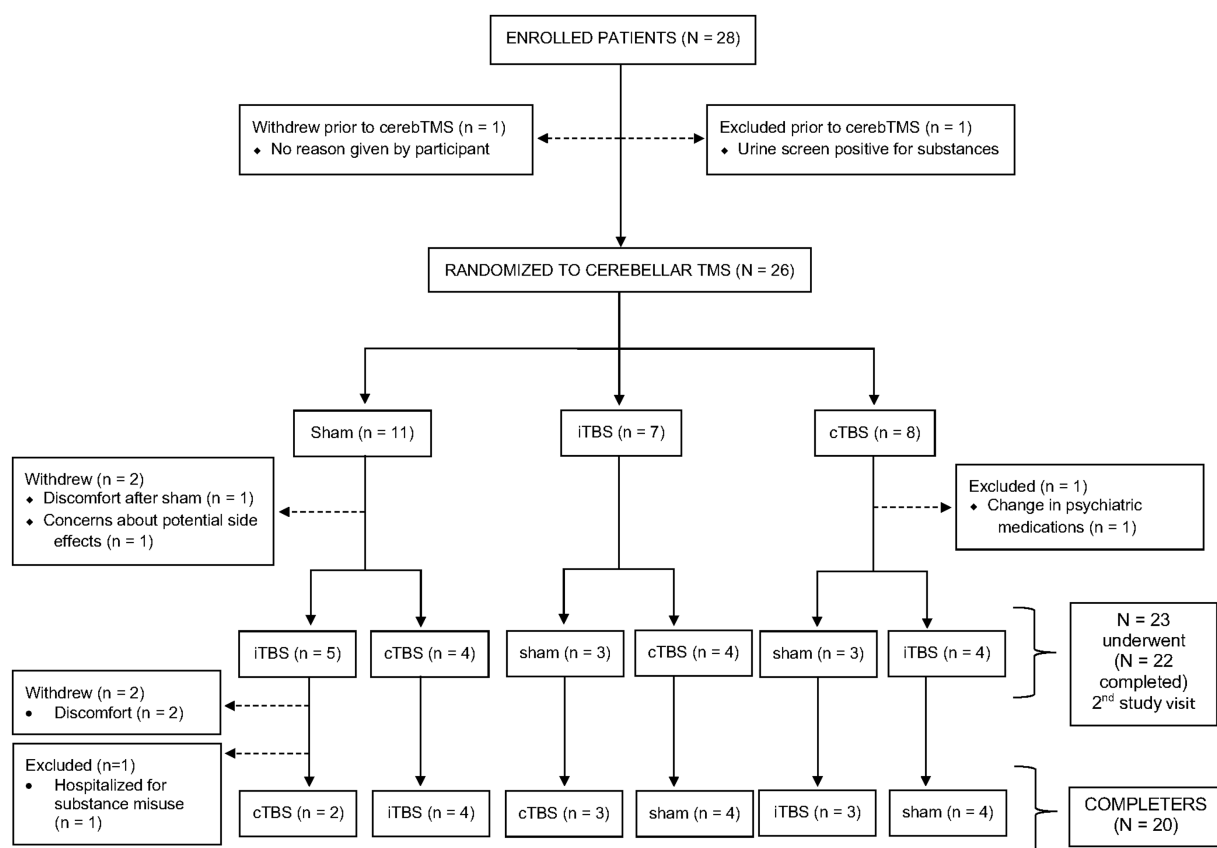 ENROLLED PATIENTS (N = 28)
Withdrew prior to cerebTMS (n = 1)
◆ No reason given by participant
Excluded prior to cerebTMS (n = 1)
◆ Urine screen positive for substances
RANDOMIZED TO CEREBELLAR TMS (N = 26)
Sham (n = 11)
iTBS (n = 7)
cTBS (n = 8)
Withdrew (n = 2)
◆ Discomfort after sham (n = 1)
◆ Concerns about potential side
effects (n = 1)
Excluded (n = 1)
◆ Change in psychiatric
medications (n = 1)
iTBS (n = 5)
cTBS (n = 4)
sham (n = 3)
cTBS (n = 4)
sham (n = 3)
iTBS (n = 4)
N = 23
underwent
(N = 22
completed)
2nd study visit
Withdrew (n = 2)
● Discomfort (n = 2)
Excluded (n=1)
● Hospitalized for
substance misuse
(n = 1)
cTBS (n = 2)
iTBS (n = 4)
cTBS (n = 3)
sham (n = 4)
iTBS (n = 3)
sham (n = 4)
COMPLETERS
(N = 20)